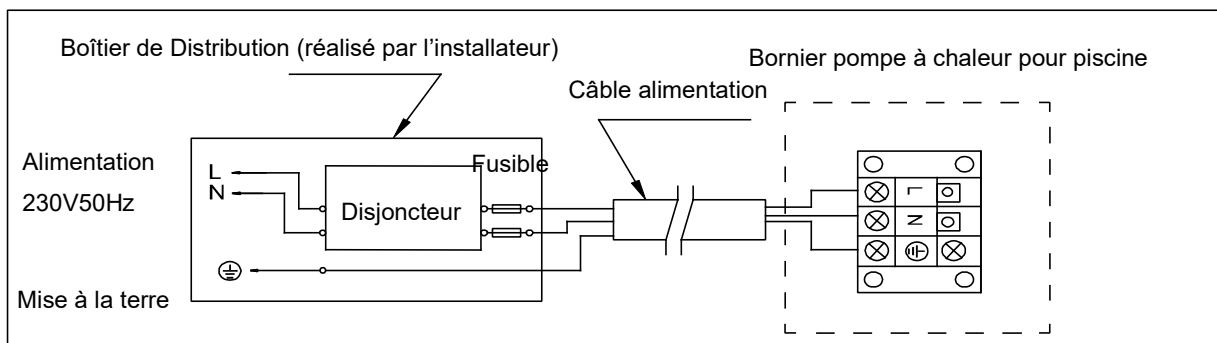 Boîtier de Distribution (réalisé par l'installateur)
Bornier pompe à chaleur pour piscine
Câble alimentation
Alimentation
230V50Hz
L
N
Fusible
Disjoncteur
L
N
Mise à la terre